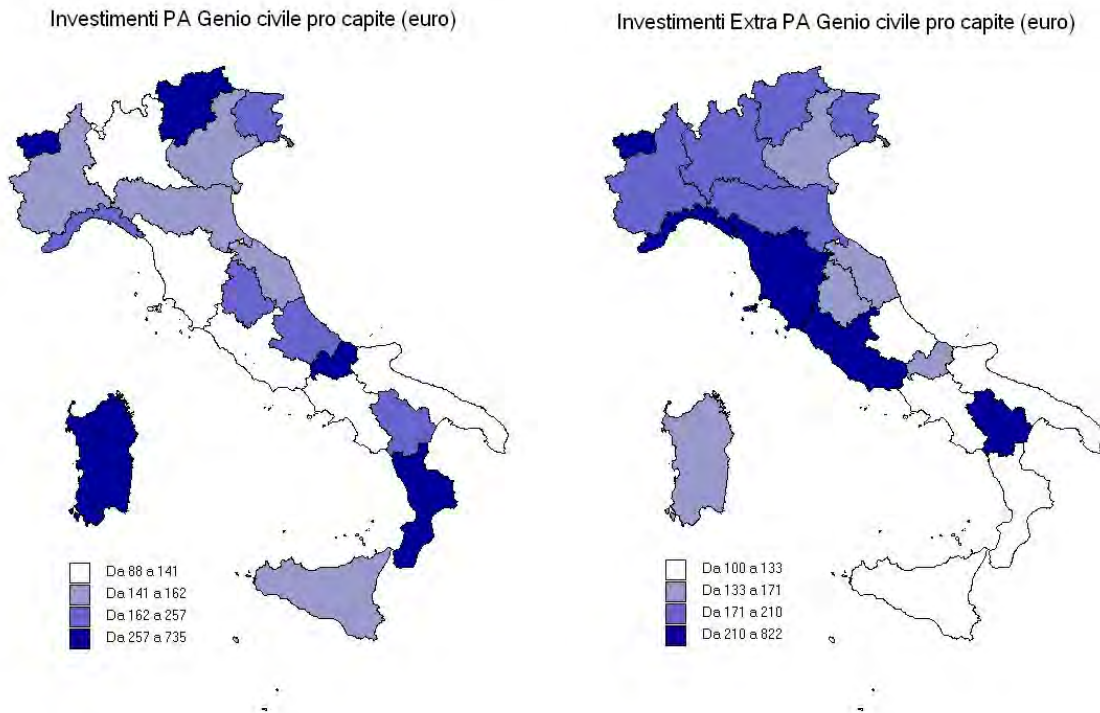 Investimenti PA Genio civile pro capite (euro)
Da 88 a 141
Da 141 a 162
Da 162 a 257
Da 257 a 735
Investimenti Extra PA Genio civile pro capite (euro)
Da 100 a 133
Da 133 a 171
Da 171 a 210
Da 210 a 822